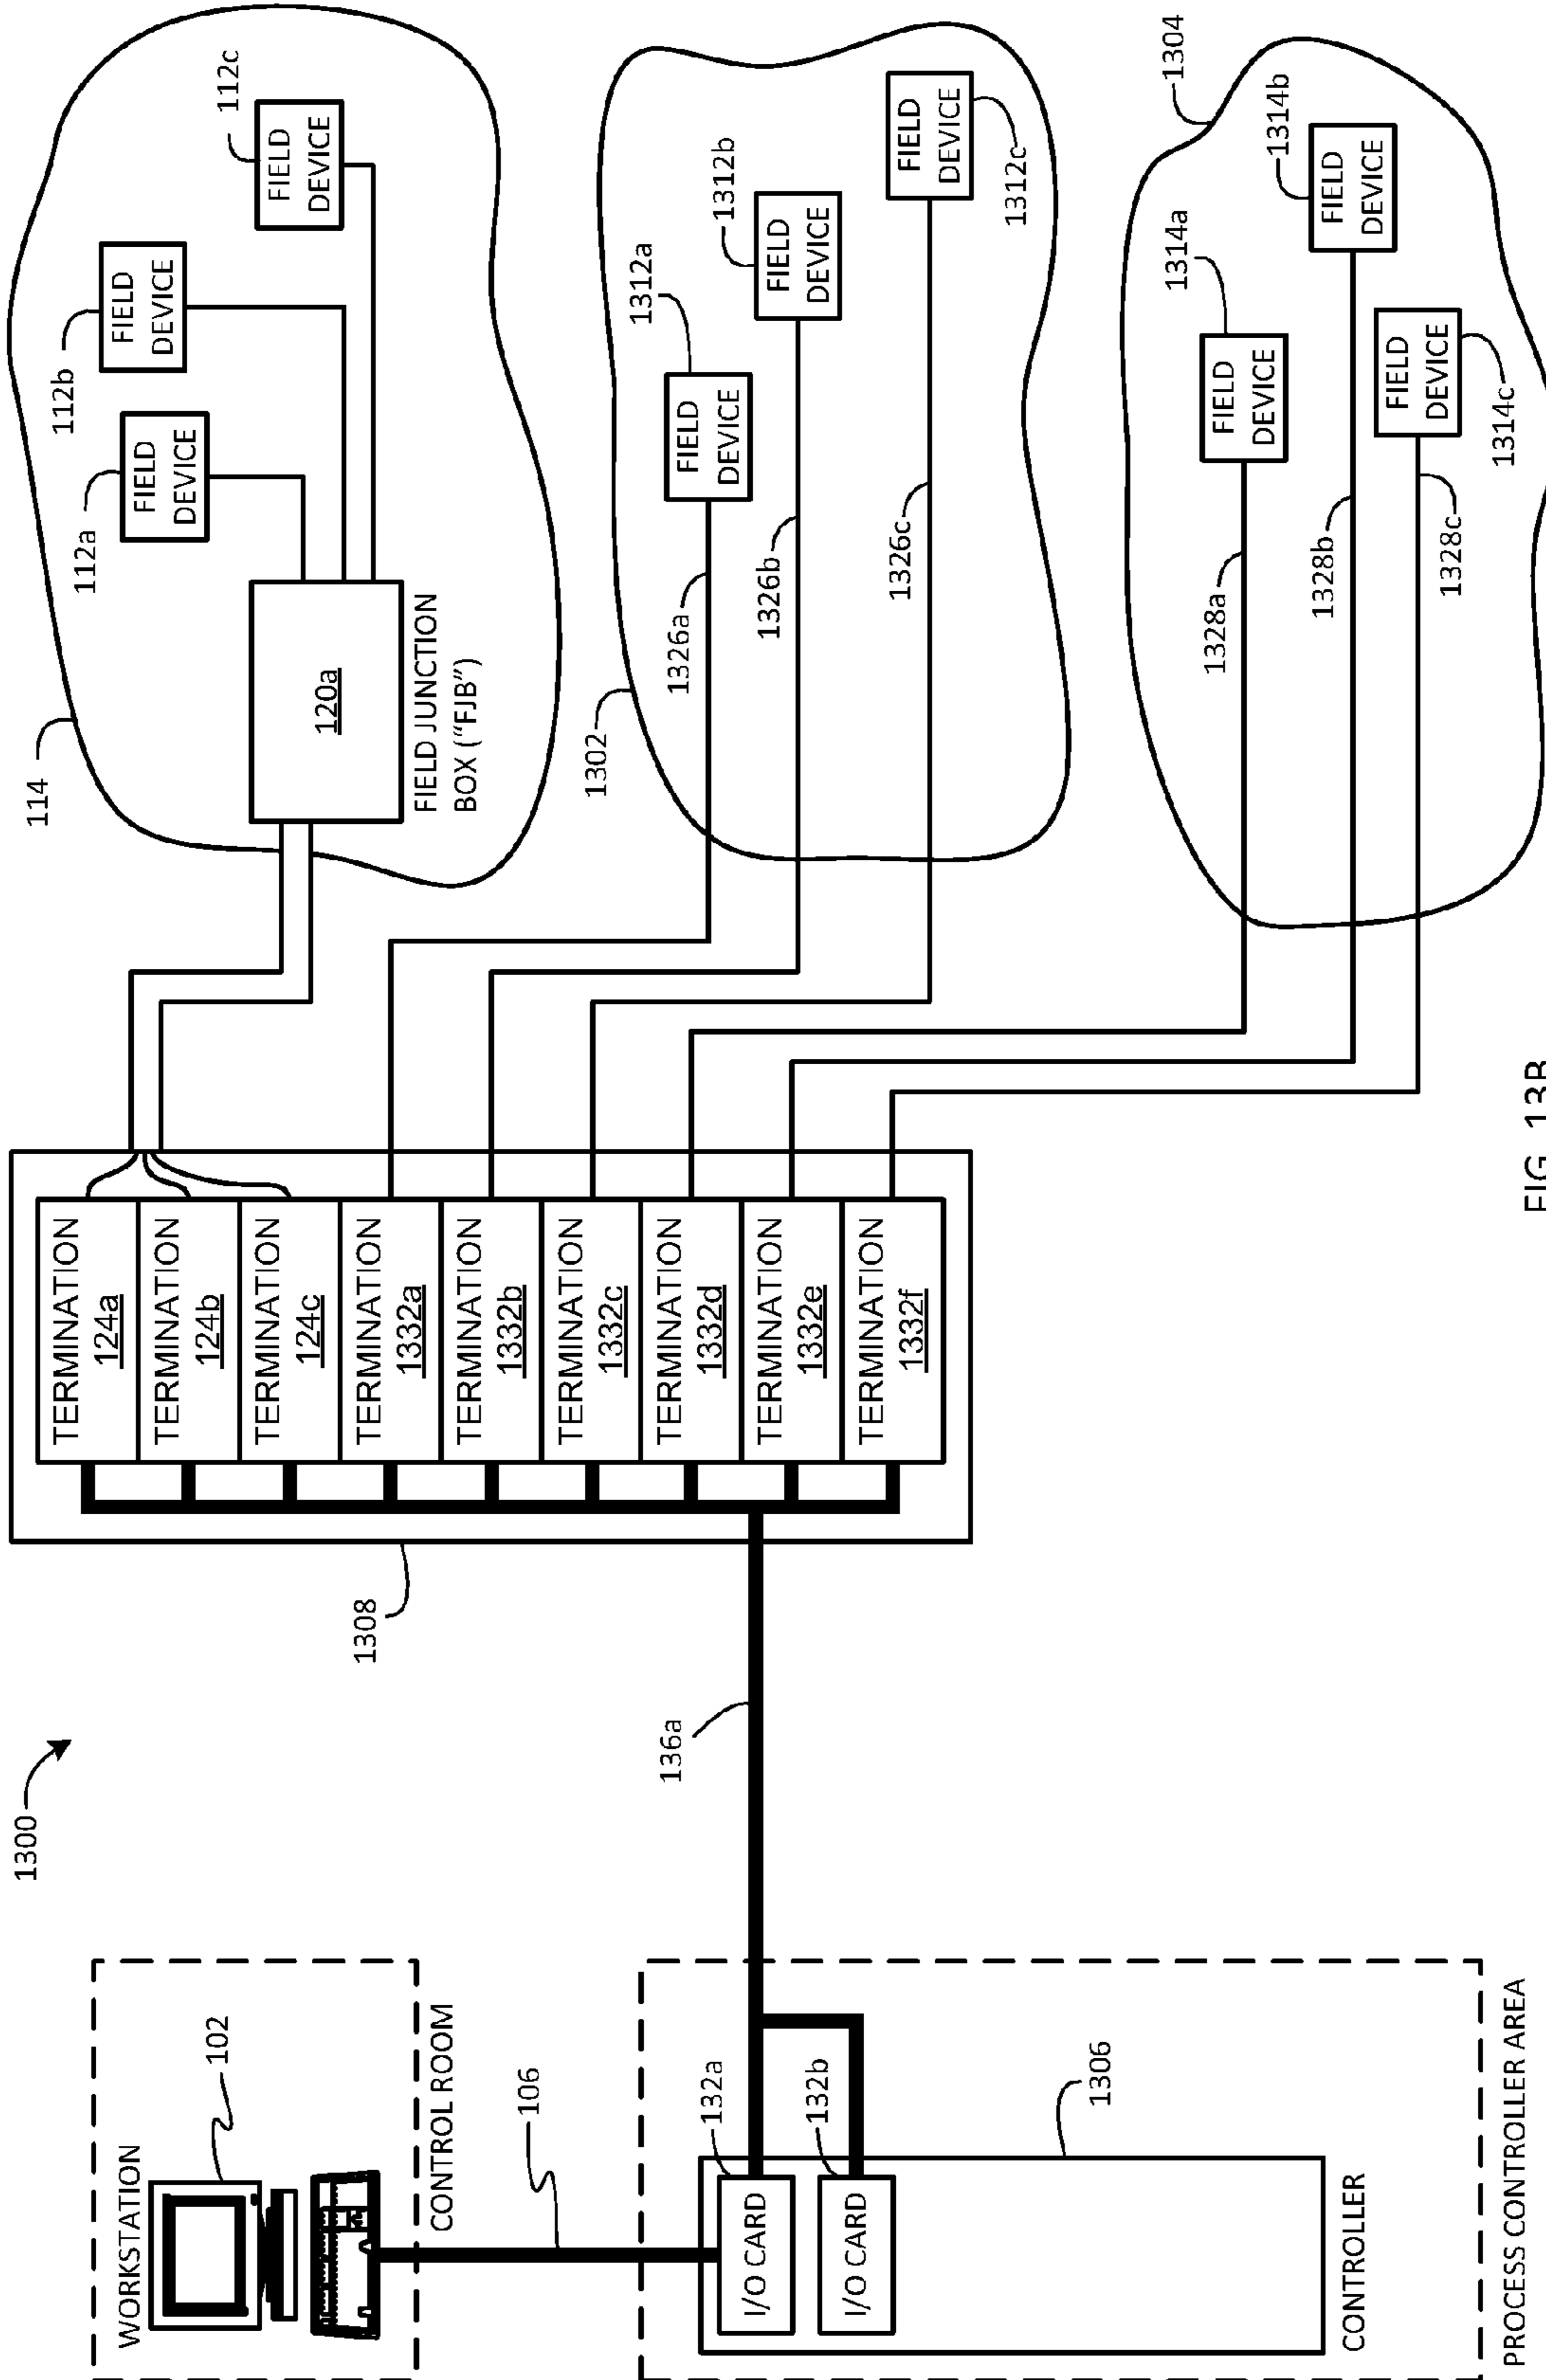 1300
WORKSTATION
102
CONTROL ROOM
106
132a
I/O CARD
132b
I/O CARD
1306
CONTROLLER
PROCESS CONTROLLER AREA
136a
1308
TERMINATION
124a
TERMINATION
124b
TERMINATION
124c
TERMINATION
1332a
TERMINATION
1332b
TERMINATION
1332c
TERMINATION
1332d
TERMINATION
1332e
TERMINATION
1332f
114
120a
FIELD JUNCTION
BOX ("FJB")
112a
FIELD
DEVICE
112b
FIELD
DEVICE
112c
FIELD
DEVICE
1302
1326a
1326b
1326c
1312a
FIELD
DEVICE
1312b
FIELD
DEVICE
FIELD
DEVICE
1312c
1304
1328a
1328b
1328c
1314a
FIELD
DEVICE
1314b
FIELD
DEVICE
FIELD
DEVICE
1314c
FIG. 13B